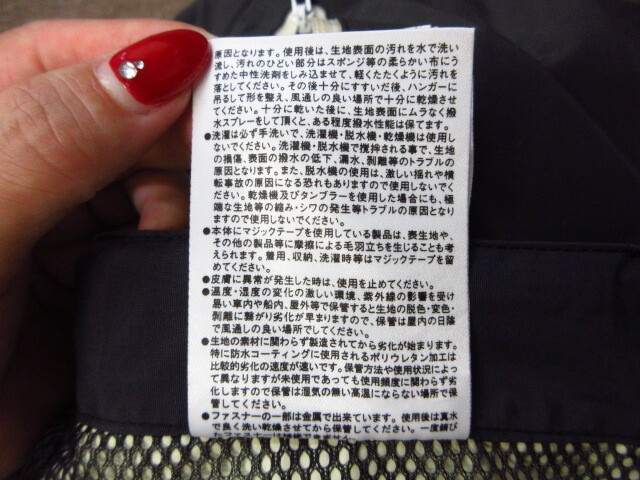 原因となります。使用後は、生地表面の汚れを水で洗い
流し、汚れのひどい部分はスポンジ等の柔らかい布にう
すめた中性洗剤をしみ込ませて、軽くたたくように汚れを
落としてください。その後十分にすすいだ後、ハンガーに
吊るして形を整え、風通しの良い場所で十分に乾燥させ
てください。十分に乾いた後に、生地表面にムラなく撥
水スプレーをして頂くと、ある程度撥水性能は保てます。
●洗濯は必ず手洗いで、洗濯機・脱水機・乾燥機は使用し
ないでください。洗濯機・脱水機で撹拌される事で、生地
の損傷、表面の撥水の低下、漏水、剥離等のトラブルの
原因となります。また、脱水機の使用は、激しい揺れや横
転事故の原因になる恐れもありますので使用しないでく
ださい。乾燥機及びタンブラーを使用した場合にも、極
端な生地の縮み・シワの発生等トラブルの原因となり
ますので使用しないでください。
●本体にマジックテープを使用している製品は、表生地や、
その他の製品等に摩擦による毛羽立ちを生じることも考
えられます。着用、収納、洗濯時等はマジックテープを留
めてください。
●皮膚に異常が発生した時は、使用を止めてください。
●温度・湿度の変化の激しい環境、紫外線の影響を受け
易い車内や船内、屋外等で保管すると生地の脱色・変色・
剥離に繋がり劣化が早まりますので、保管は屋内の日陰
で風通しの良い場所でしてください。
●生地の素材に関わらず製造されてから劣化が始まります。
特に防水コーティングに使用されるポリウレタン加工は
比較的劣化の速度が速いです。保管方法や使用状況によ
って異なりますが未使用であっても使用頻度に関わらず劣
化しますので保管は湿気の無い高温にならない場所で保
管してください。
●ファスナーの一部は金属で出来ています。使用後は真水
で良く洗い乾燥させてから保管してください。一度錆び
たファスナーは